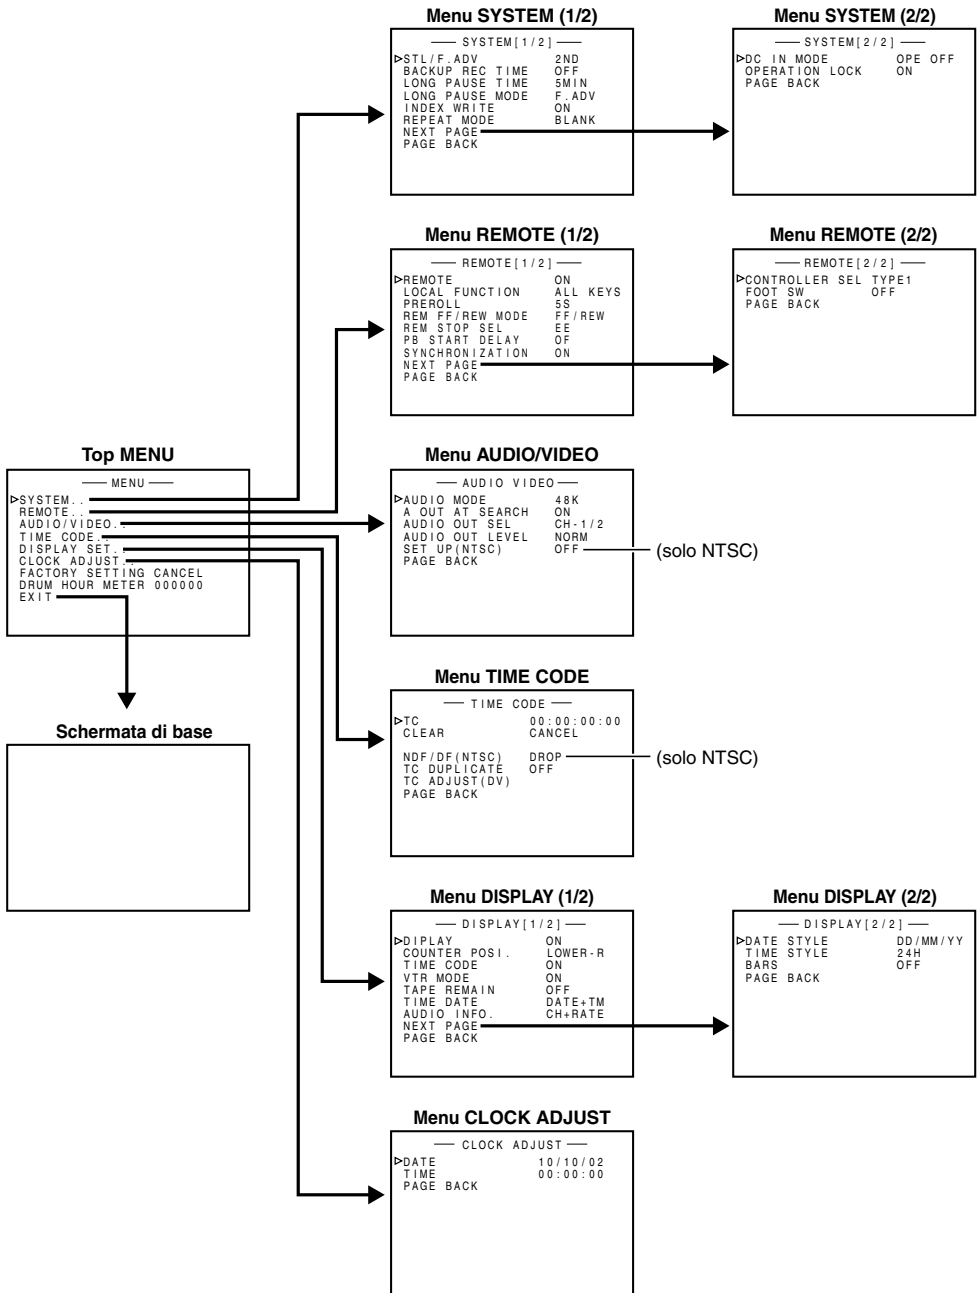 Menu SYSTEM (1/2)
SYSTEM[1/2]
STL/F.ADV 2ND
BACKUP REC TIME OFF
LONG PAUSE TIME 5MIN
LONG PAUSE MODE F.ADV
INDEX WRITE ON
REPEAT MODE BLANK
NEXT PAGE
PAGE BACK
Menu SYSTEM (2/2)
SYSTEM[2/2]
DC IN MODE OPE OFF
OPERATION LOCK ON
PAGE BACK
Menu REMOTE (1/2)
REMOTE[1/2]
REMOTE ON
LOCAL FUNCTION ALL KEYS
PREROLL 5S
REM FF/REW MODE FF/REW
REM STOP SEL EE
PB START DELAY OF
SYNCHRONIZATION ON
NEXT PAGE
PAGE BACK
Menu REMOTE (2/2)
REMOTE[2/2]
CONTROLLER SEL TYPE1
FOOT SW OFF
PAGE BACK
Top MENU
MENU
SYSTEM..
REMOTE..
AUDIO/VIDEO..
TIME CODE..
DISPLAY SET..
CLOCK ADJUST..
FACTORY SETTING CANCEL
DRUM HOUR METER 000000
EXIT
Menu AUDIO/VIDEO
AUDIO VIDEO
AUDIO MODE 48K
A OUT AT SEARCH ON
AUDIO OUT SEL CH-1/2
AUDIO OUT LEVEL NORM
SET UP(NTSC) OFF
PAGE BACK
(solo NTSC)
Menu TIME CODE
TIME CODE
TC 00:00:00:00
CLEAR CANCEL
NDF/DF(NTSC) DROP
TC DUPLICATE OFF
TC ADJUST(DV)
PAGE BACK
(solo NTSC)
Schermata di base
Menu DISPLAY (1/2)
DISPLAY[1/2]
DIPLAY ON
COUNTER POSI. LOWER-R
TIME CODE ON
VTR MODE ON
TAPE REMAIN OFF
TIME DATE DATE+TM
AUDIO INFO. CH+RATE
NEXT PAGE
PAGE BACK
Menu DISPLAY (2/2)
DISPLAY[2/2]
DATE STYLE DD/MM/YY
TIME STYLE 24H
BARS OFF
PAGE BACK
Menu CLOCK ADJUST
CLOCK ADJUST
DATE 10/10/02
TIME 00:00:00
PAGE BACK